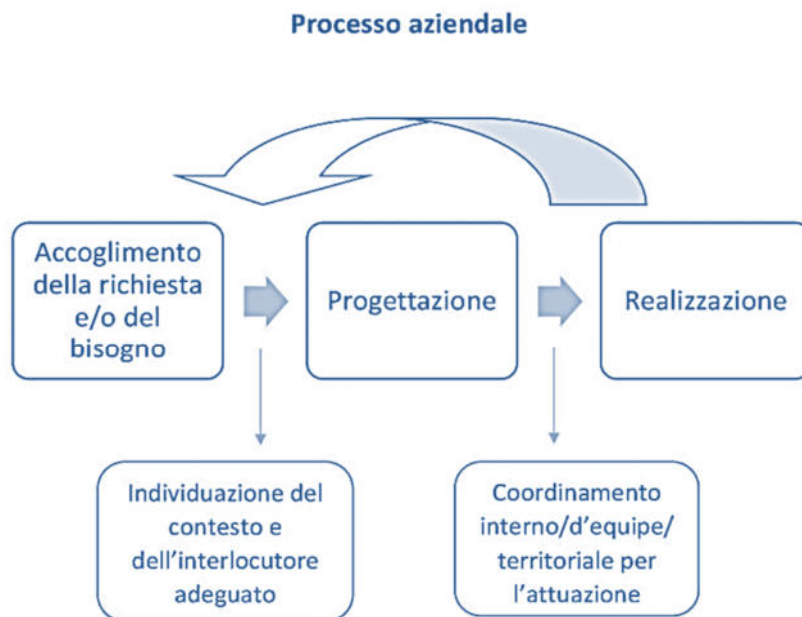 Processo aziendale
Accoglimento
della richiesta
e/o del
bisogno
Progettazione
Realizzazione
Individuazione del
contesto e
dell'interlocutore
adeguato
Coordinamento
interno/d'equipe/
territoriale per
l'attuazione